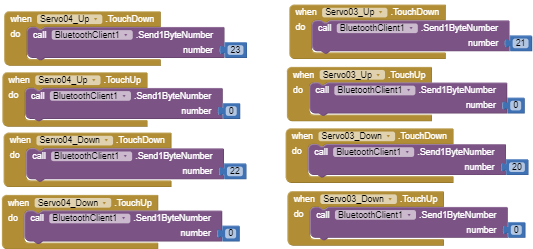 when Servo04_Up .TouchDown
do call BluetoothClient1 .Send1ByteNumber
number 23
when Servo04_Up .TouchUp
do call BluetoothClient1 .Send1ByteNumber
number 0
when Servo04_Down .TouchDown
do call BluetoothClient1 .Send1ByteNumber
number 22
when Servo04_Down .TouchUp
do call BluetoothClient1 .Send1ByteNumber
number 0
when Servo03_Up .TouchDown
do call BluetoothClient1 .Send1ByteNumber
number 21
when Servo03_Up .TouchUp
do call BluetoothClient1 .Send1ByteNumber
number 0
when Servo03_Down .TouchDown
do call BluetoothClient1 .Send1ByteNumber
number 20
when Servo03_Down .TouchUp
do call BluetoothClient1 .Send1ByteNumber
number 0